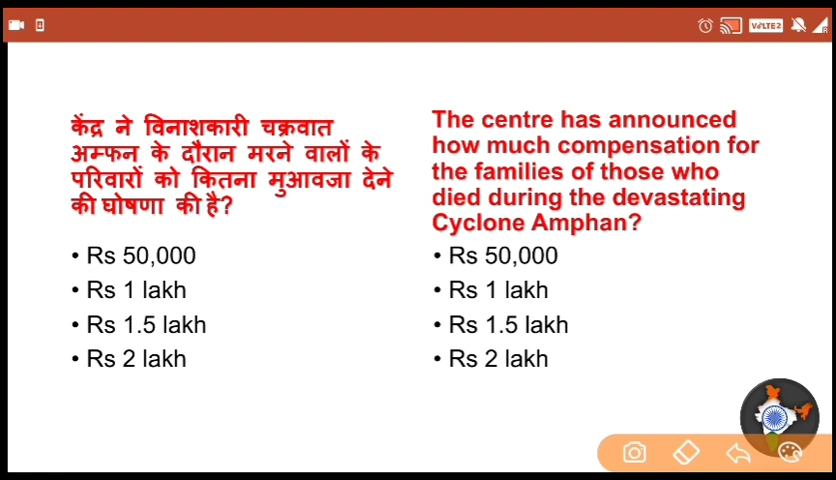 VoLTE2
केंद्र ने विनाशकारी चक्रवात
अम्फन के दौरान मरने वालों के
परिवारों को कितना मुआवजा देने
की घोषणा की है?
• Rs 50,000
• Rs 1 lakh
• Rs 1.5 lakh
• Rs 2 lakh
The centre has announced
how much compensation for
the families of those who
died during the devastating
Cyclone Amphan?
• Rs 50,000
• Rs 1 lakh
• Rs 1.5 lakh
• Rs 2 lakh